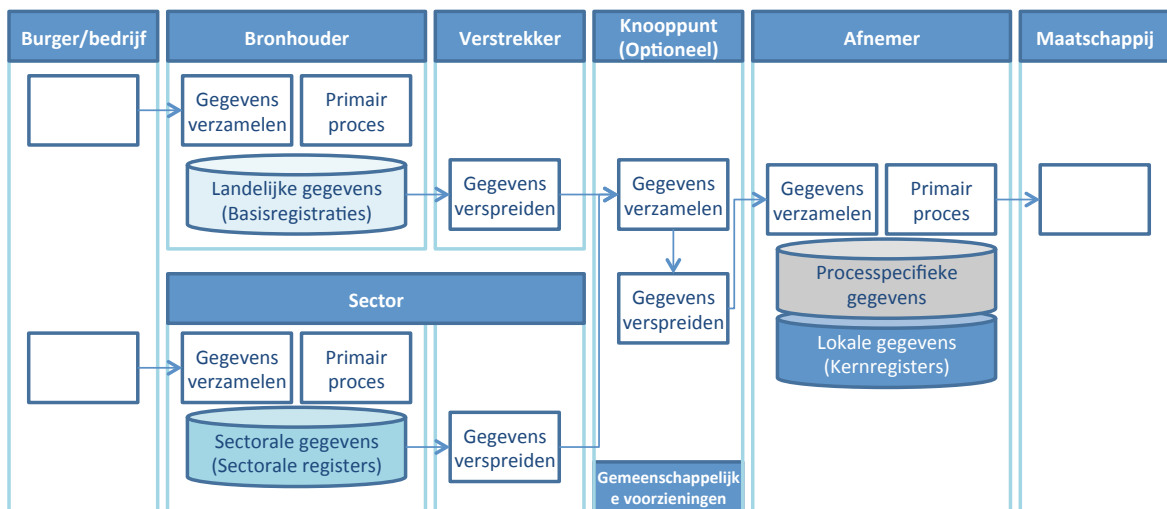 Burger/bedrijf
Bronhouder
Verstrekker
Knooppunt
(Optioneel)
Afnemer
Maatschappij
Gegevens
verzamelen
Primair
proces
Landelijke gegevens
(Basisregistraties)
Gegevens
verspreiden
Gegevens
verzamelen
Gegevens
verspreiden
Gegevens
verzamelen
Primair
proces
Processpecifieke
gegevens
Lokale gegevens
(Kernregisters)
Sector
Gegevens
verzamelen
Primair
proces
Sectorale gegevens
(Sectorale registers)
Gegevens
verspreiden
Gemeenschappelijk
e voorzieningen